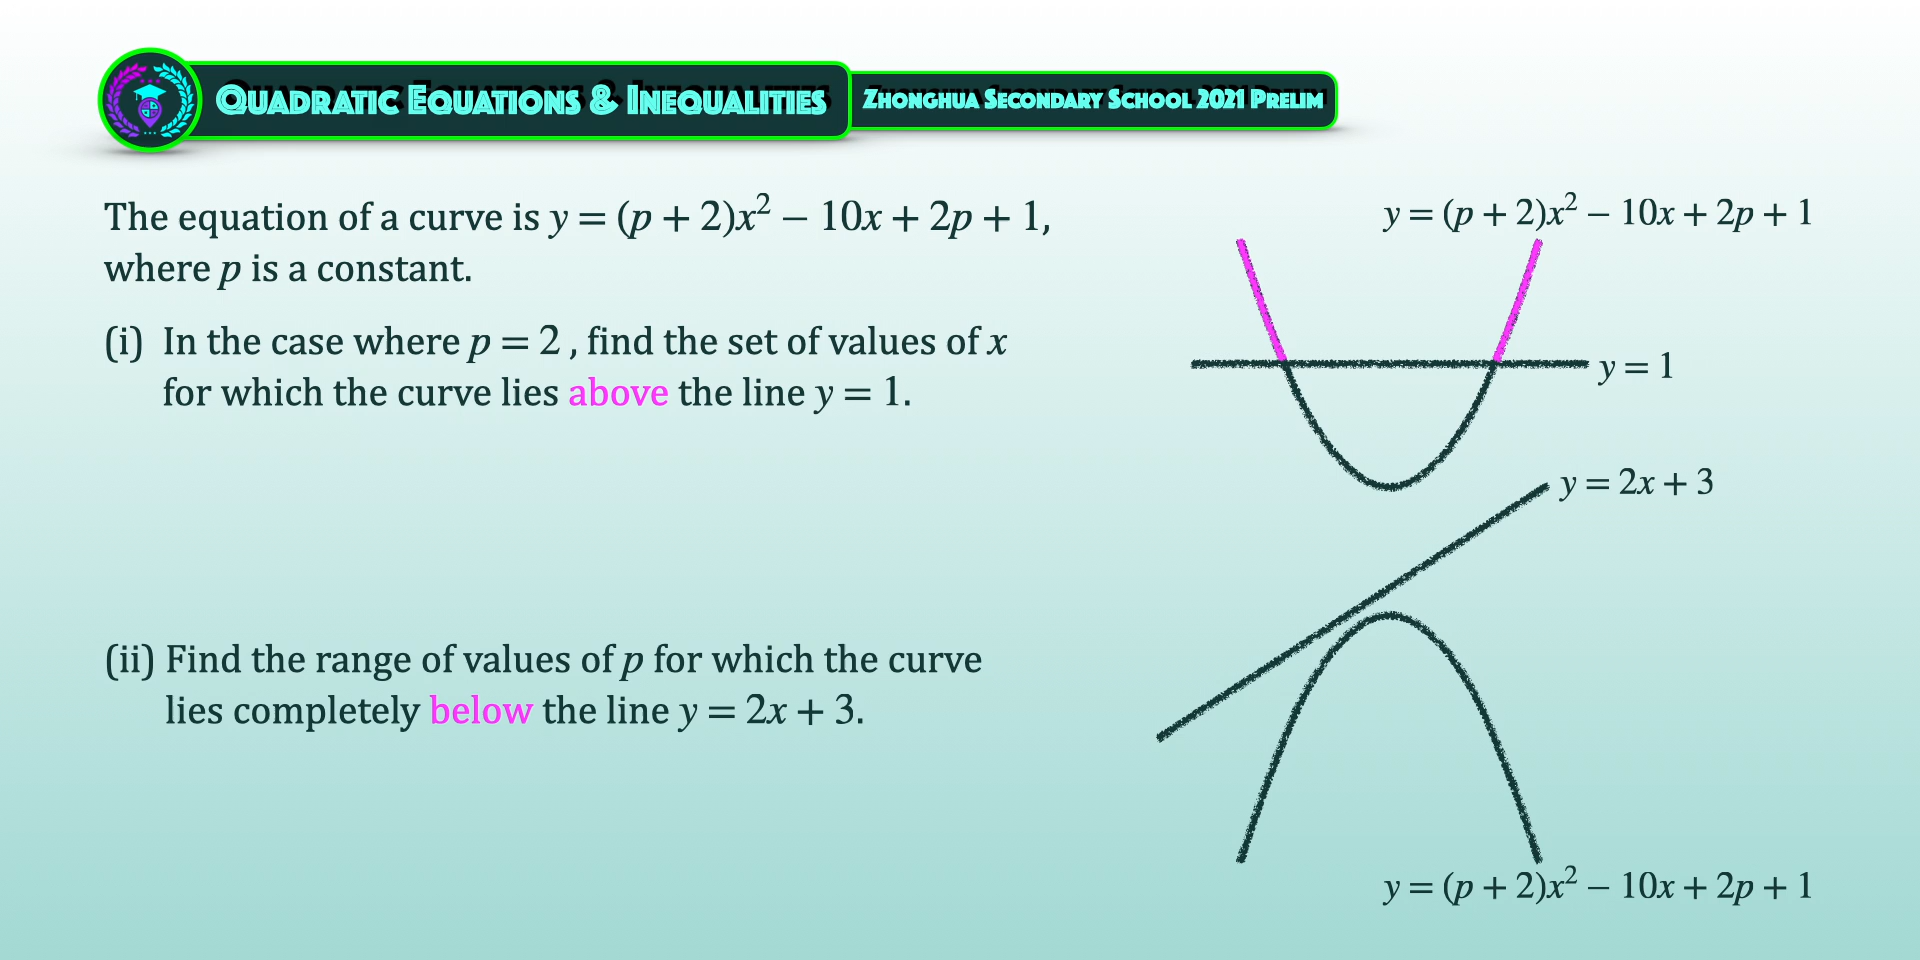 QUADRATIC EQUATIONS & INEQUALITIES
ZHONGHUA SECONDARY SCHOOL 2021 PRELIM
The equation of a curve is y = (p + 2)x² − 10x + 2p + 1,
where p is a constant.
(i) In the case where p = 2 , find the set of values of x
for which the curve lies above the line y = 1.
(ii) Find the range of values of p for which the curve
lies completely below the line y = 2x + 3.
y = (p + 2)x² − 10x + 2p + 1
y = 1
y = 2x + 3
y = (p + 2)x² − 10x + 2p + 1